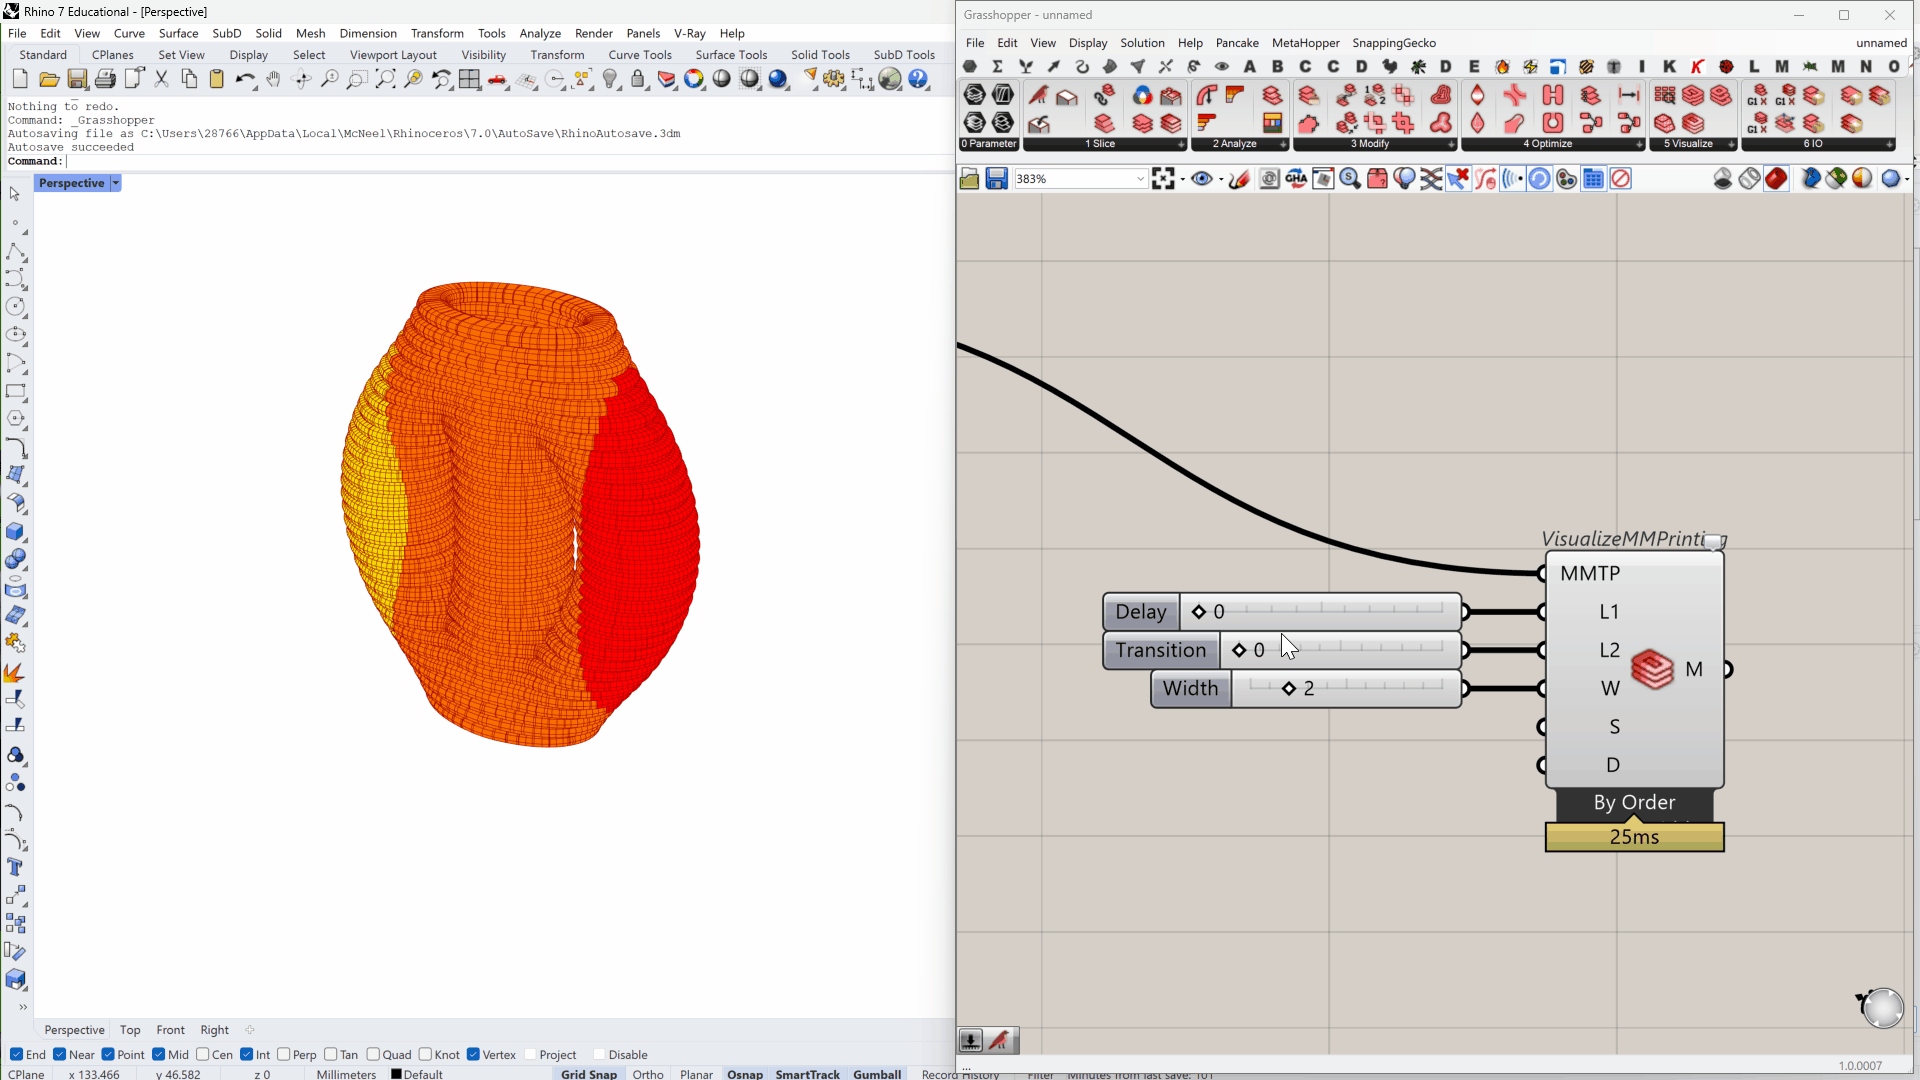 Rhino 7 Educational - [Perspective]
File Edit View Curve Surface SubD Solid Mesh Dimension Transform Tools Analyze Render Panels V-Ray Help
Standard CPlanes Set View Display Select Viewport Layout Visibility Transform Curve Tools Surface Tools Solid Tools SubD Tools
Nothing to redo.
Command: _Grasshopper
Autosaving file as C:\Users\28766\AppData\Local\McNeel\Rhinoceros\7.0\AutoSave\RhinoAutosave.3dm
Autosave succeeded
Command:
Perspective
Perspective Top Front Right
End Near Point Mid Cen Int Perp Tan Quad Knot Vertex Project Disable
CPlane x 133.466 y 46.582 z 0 Millimeters Default Grid Snap Ortho Planar Osnap SmartTrack Gumball Record History Filter Minutes from last save: 101
Grasshopper - unnamed
File Edit View Display Solution Help Pancake MetaHopper SnappingGecko unnamed
A B C C D D E I K K L M M N O
0 Parameter 1 Slice 2 Analyze 3 Modify 4 Optimize 5 Visualize 6 IO
383%
GHA
VisualizeMMPrinting
MMTP
Delay 0 L1
Transition 0 L2
M
Width 2 W
S
D
By Order
25ms
...
1.0.0007